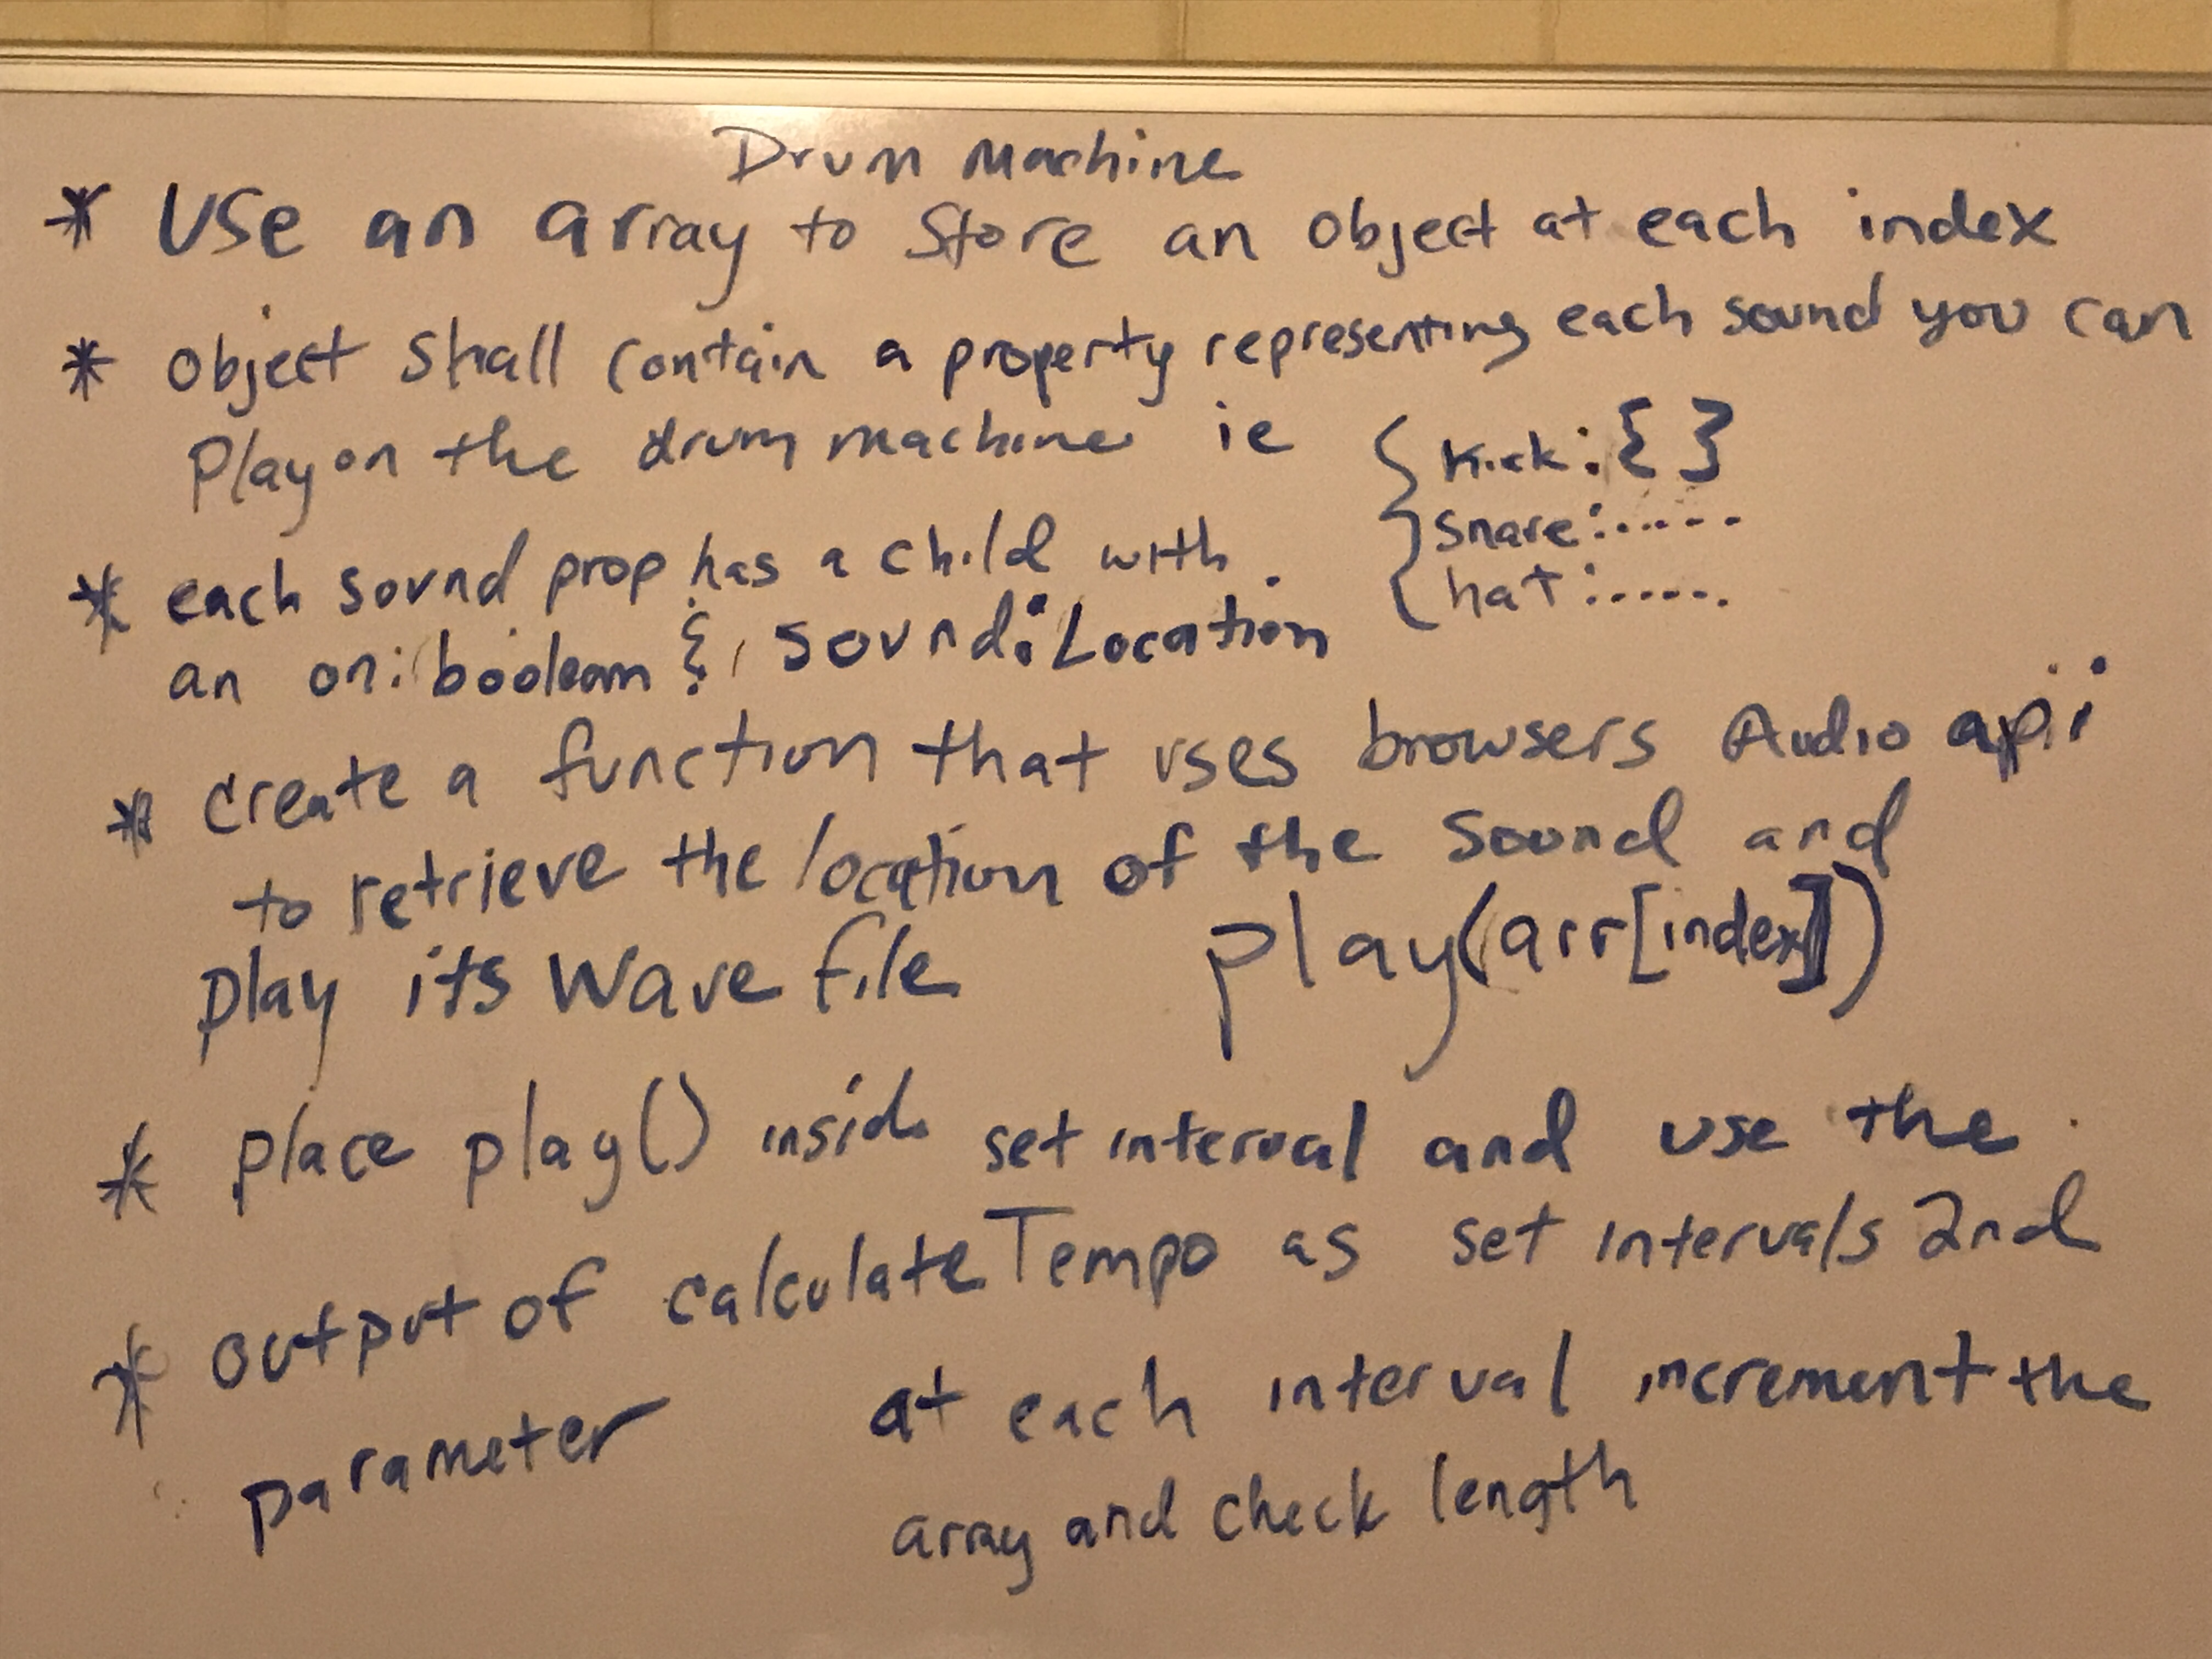 Drum Machine
* Use an array to Store an object at each index
* object shall contain a property representing each sound you can
Play on the drum machine ie { Kick: { }
snare:.....
hat:.....
* each sound prop has a child with
an on: boolean &, sound: Location
* create a function that uses browsers Audio api
to retrieve the location of the sound and
play its wave file play(arr[index])
* place play() inside set interval and use the
* output of calculateTempo as set intervals 2nd
parameter at each interval increment the
array and check length